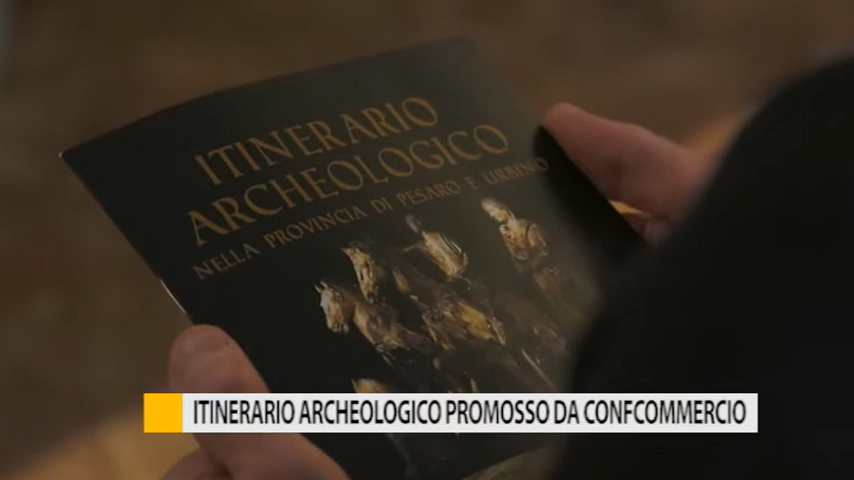 ITINERARIO
ARCHEOLOGICO
NELLA PROVINCIA DI PESARO E URBINO
ITINERARIO ARCHEOLOGICO PROMOSSO DA CONFCOMMERCIO